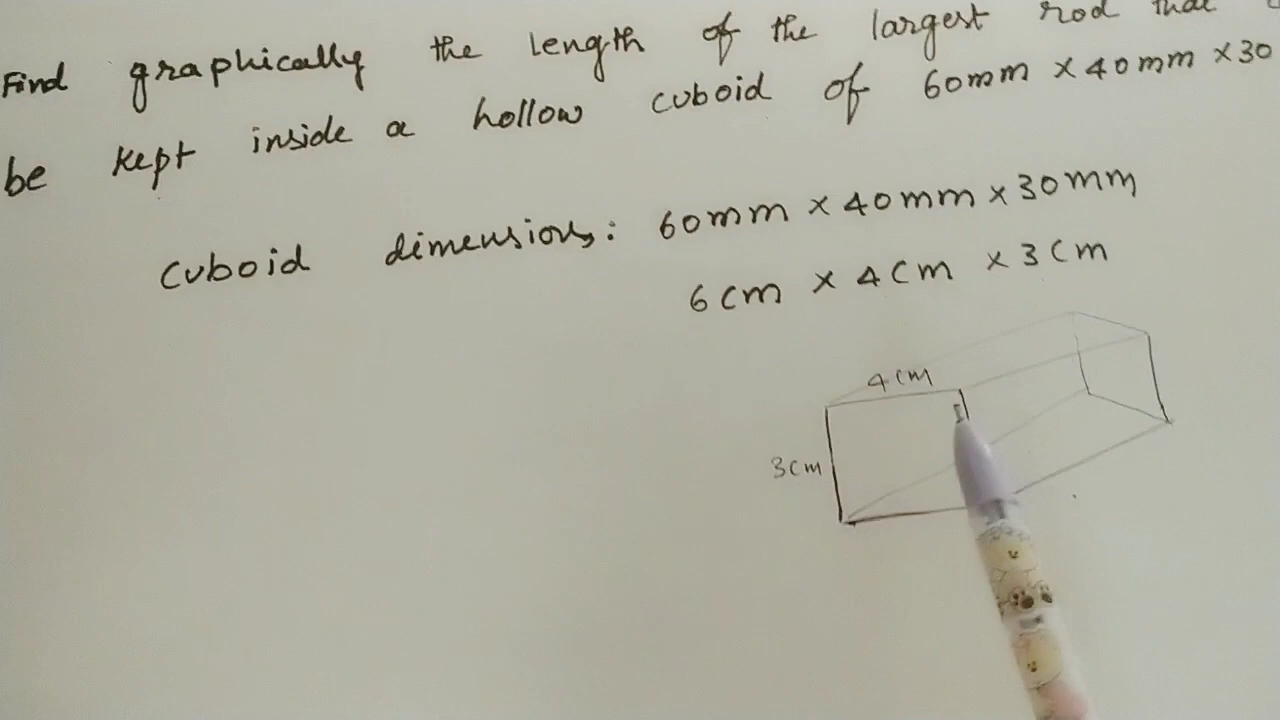 Find graphically the length of the largest rod that
be kept inside a hollow cuboid of 60mm × 40mm × 30
cuboid dimensions: 60mm × 40mm × 30mm
6cm × 4cm × 3cm
4cm
3cm